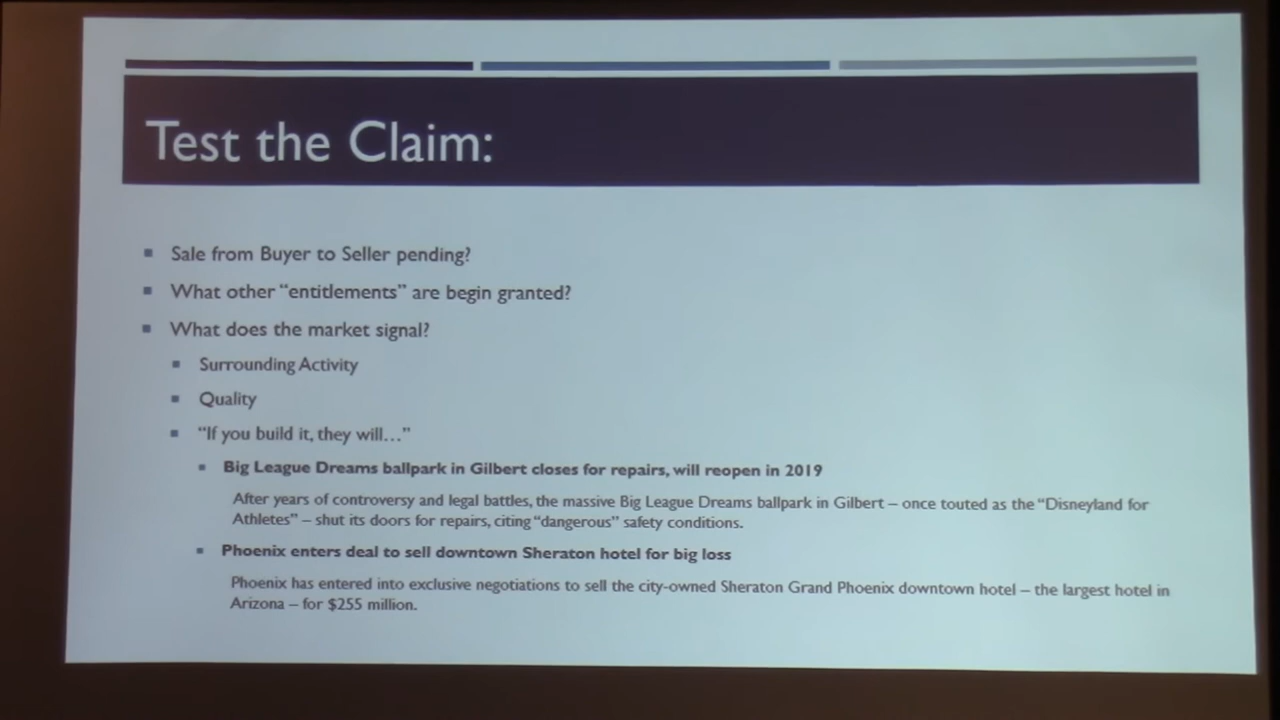 Test the Claim:
Sale from Buyer to Seller pending?
What other “entitlements” are begin granted?
What does the market signal?
Surrounding Activity
Quality
“If you build it, they will…”
Big League Dreams ballpark in Gilbert closes for repairs, will reopen in 2019
After years of controversy and legal battles, the massive Big League Dreams ballpark in Gilbert – once touted as the “Disneyland for
Athletes” – shut its doors for repairs, citing “dangerous” safety conditions.
Phoenix enters deal to sell downtown Sheraton hotel for big loss
Phoenix has entered into exclusive negotiations to sell the city-owned Sheraton Grand Phoenix downtown hotel – the largest hotel in
Arizona – for $255 million.